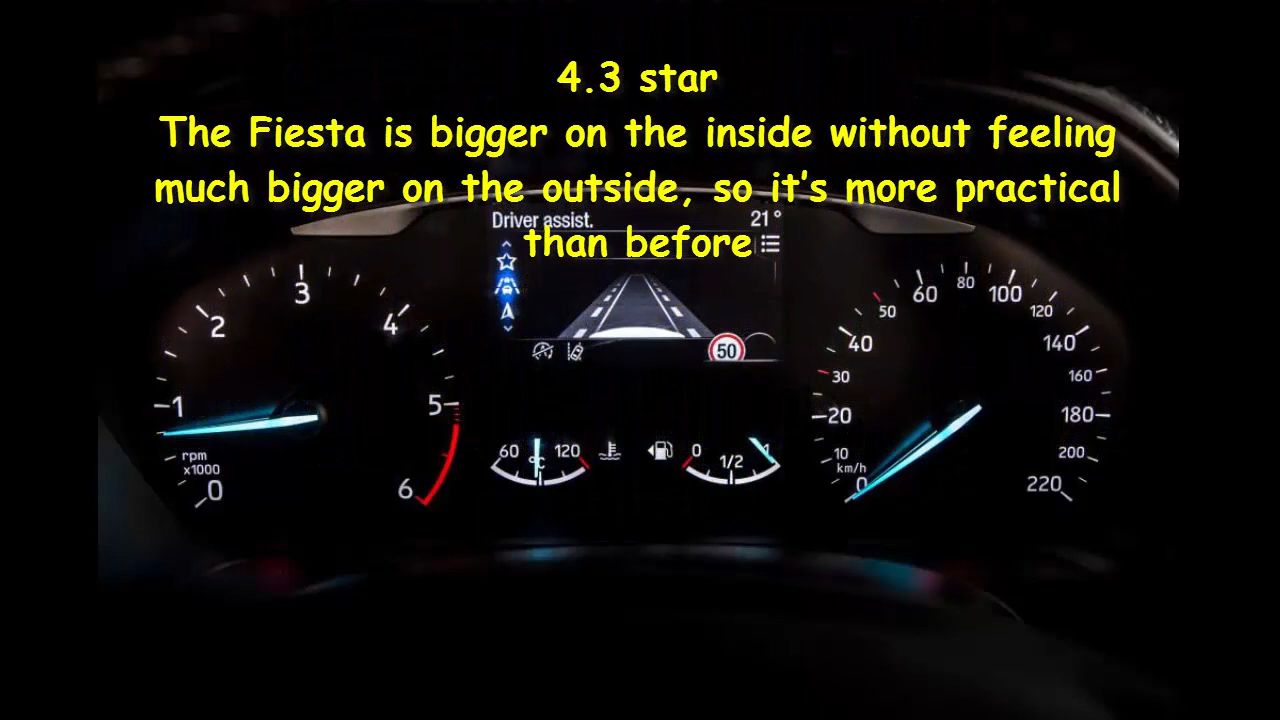 4.3 star
The Fiesta is bigger on the inside without feeling
much bigger on the outside, so it's more practical
than before
Driver assist. 21°
50
0 1 2 3 4 5 6
rpm
x1000
60 120
°C
0 1/2 1
0 10 20 30 40 50 60 80 100 120 140 160 180 200 220
km/h